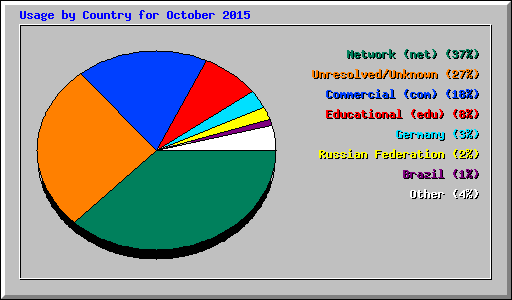 Usage by Country for October 2015
Network (net) (37%)
Unresolved/Unknown (27%)
Commercial (com) (18%)
Educational (edu) (8%)
Germany (3%)
Russian Federation (2%)
Brazil (1%)
Other (4%)